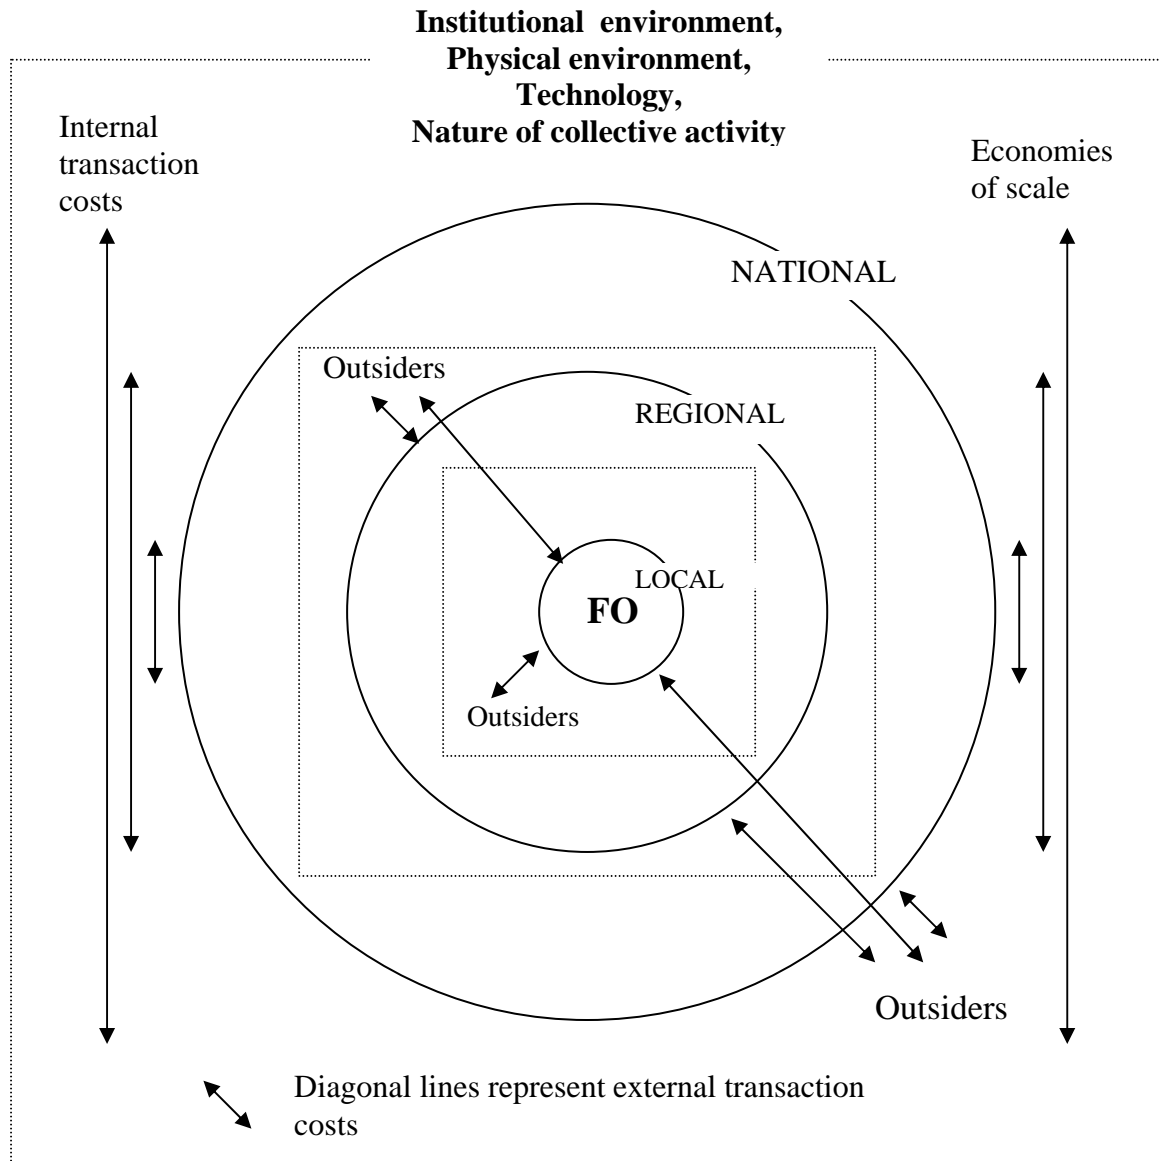 Institutional environment,
Physical environment,
Technology,
Nature of collective activity
Internal
transaction
costs
Economies
of scale
NATIONAL
Outsiders
REGIONAL
LOCAL
FO
Outsiders
Outsiders
Diagonal lines represent external transaction
costs